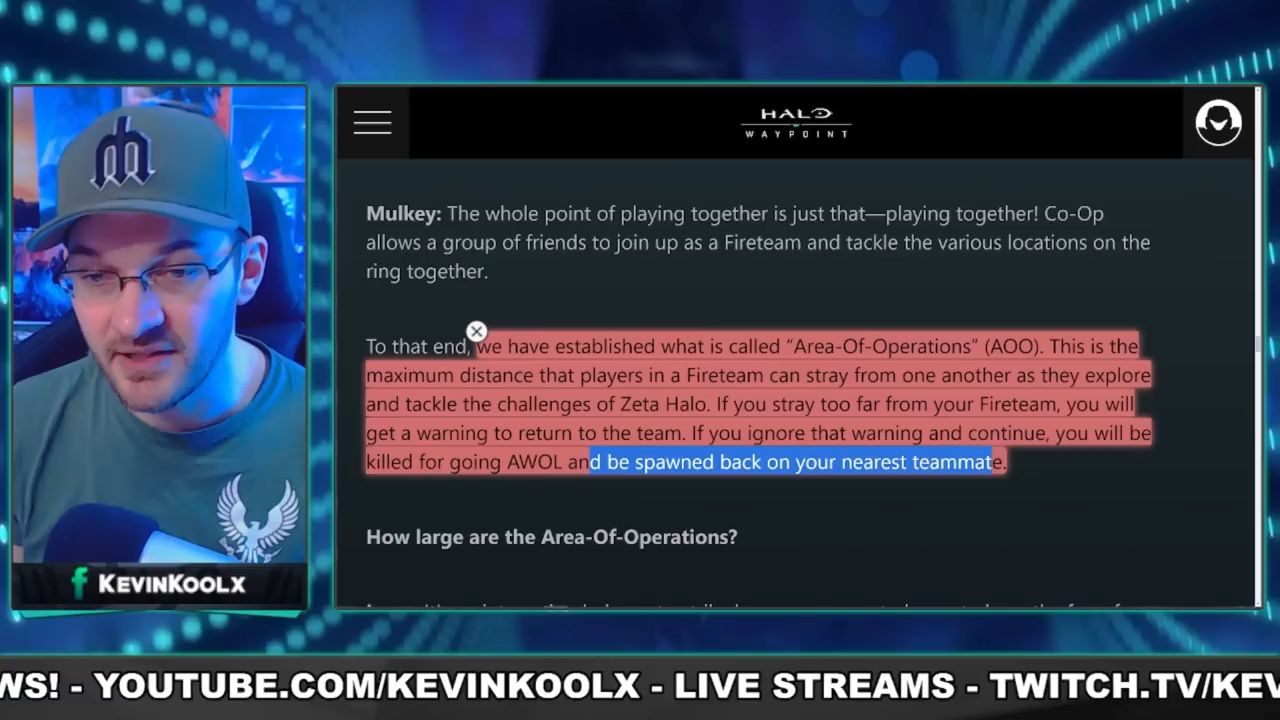 HALO
WAYPOINT
Mulkey: The whole point of playing together is just that—playing together! Co-Op
allows a group of friends to join up as a Fireteam and tackle the various locations on the
ring together.
To that end, we have established what is called “Area-Of-Operations” (AOO). This is the
maximum distance that players in a Fireteam can stray from one another as they explore
and tackle the challenges of Zeta Halo. If you stray too far from your Fireteam, you will
get a warning to return to the team. If you ignore that warning and continue, you will be
killed for going AWOL and be spawned back on your nearest teammate.
How large are the Area-Of-Operations?
f KEVINKOOLX
WS! - YOUTUBE.COM/KEVINKOOLX - LIVE STREAMS - TWITCH.TV/KEV